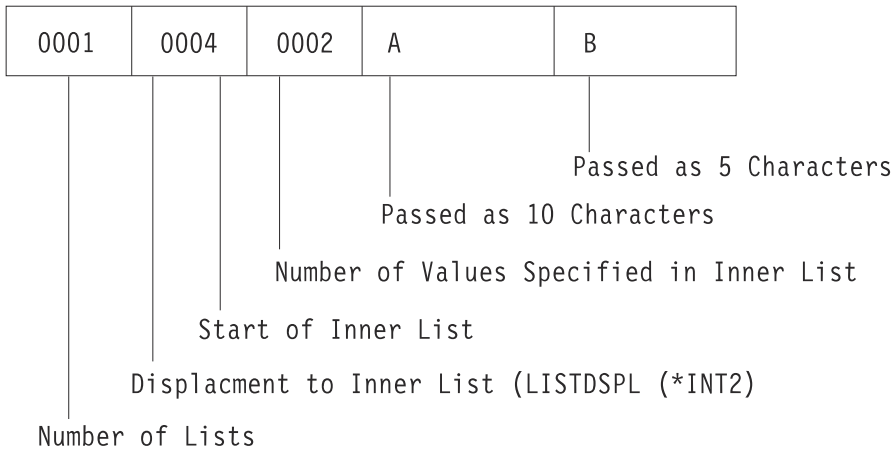 0001 0004 0002 A B
Passed as 5 Characters
Passed as 10 Characters
Number of Values Specified in Inner List
Start of Inner List
Displacment to Inner List (LISTDSPL (*INT2)
Number of Lists